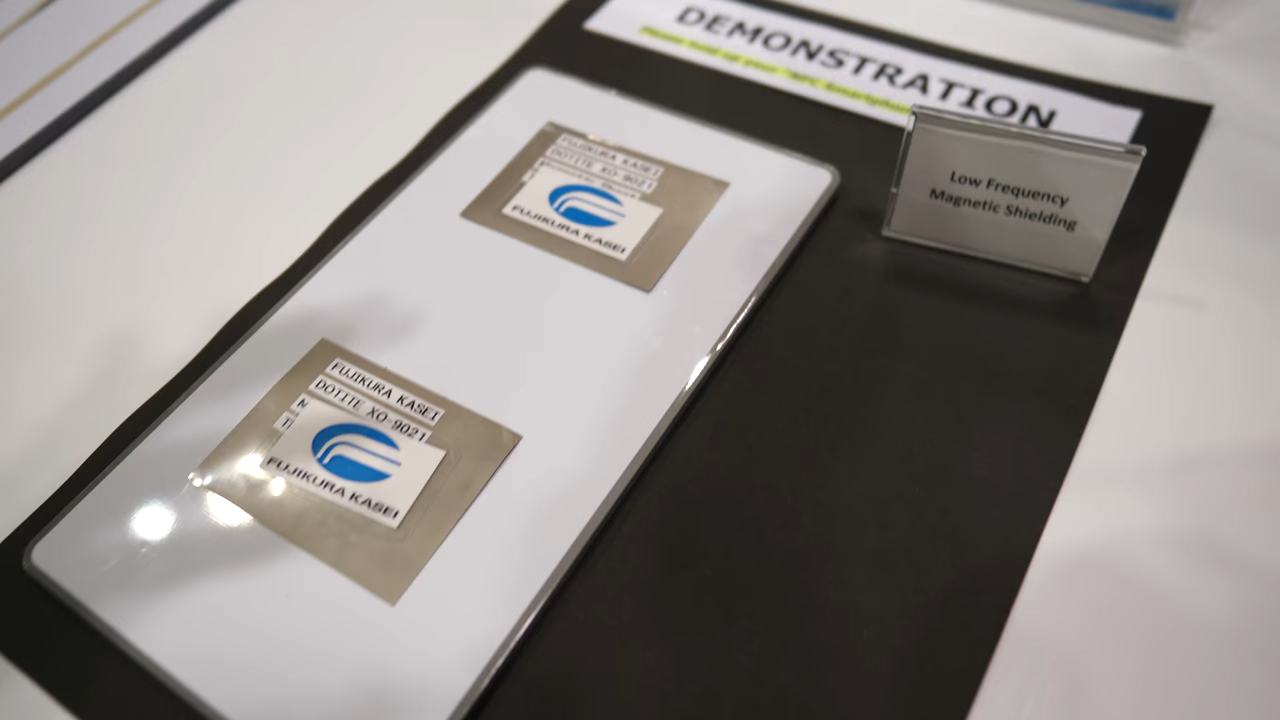 DEMONSTRATION
Low Frequency
Magnetic Shielding
FUJIKURA KASEI
DOTITE XO-9021
FUJIKURA KASEI
FUJIKURA KASEI
DOTITE XO-9021
FUJIKURA KASEI